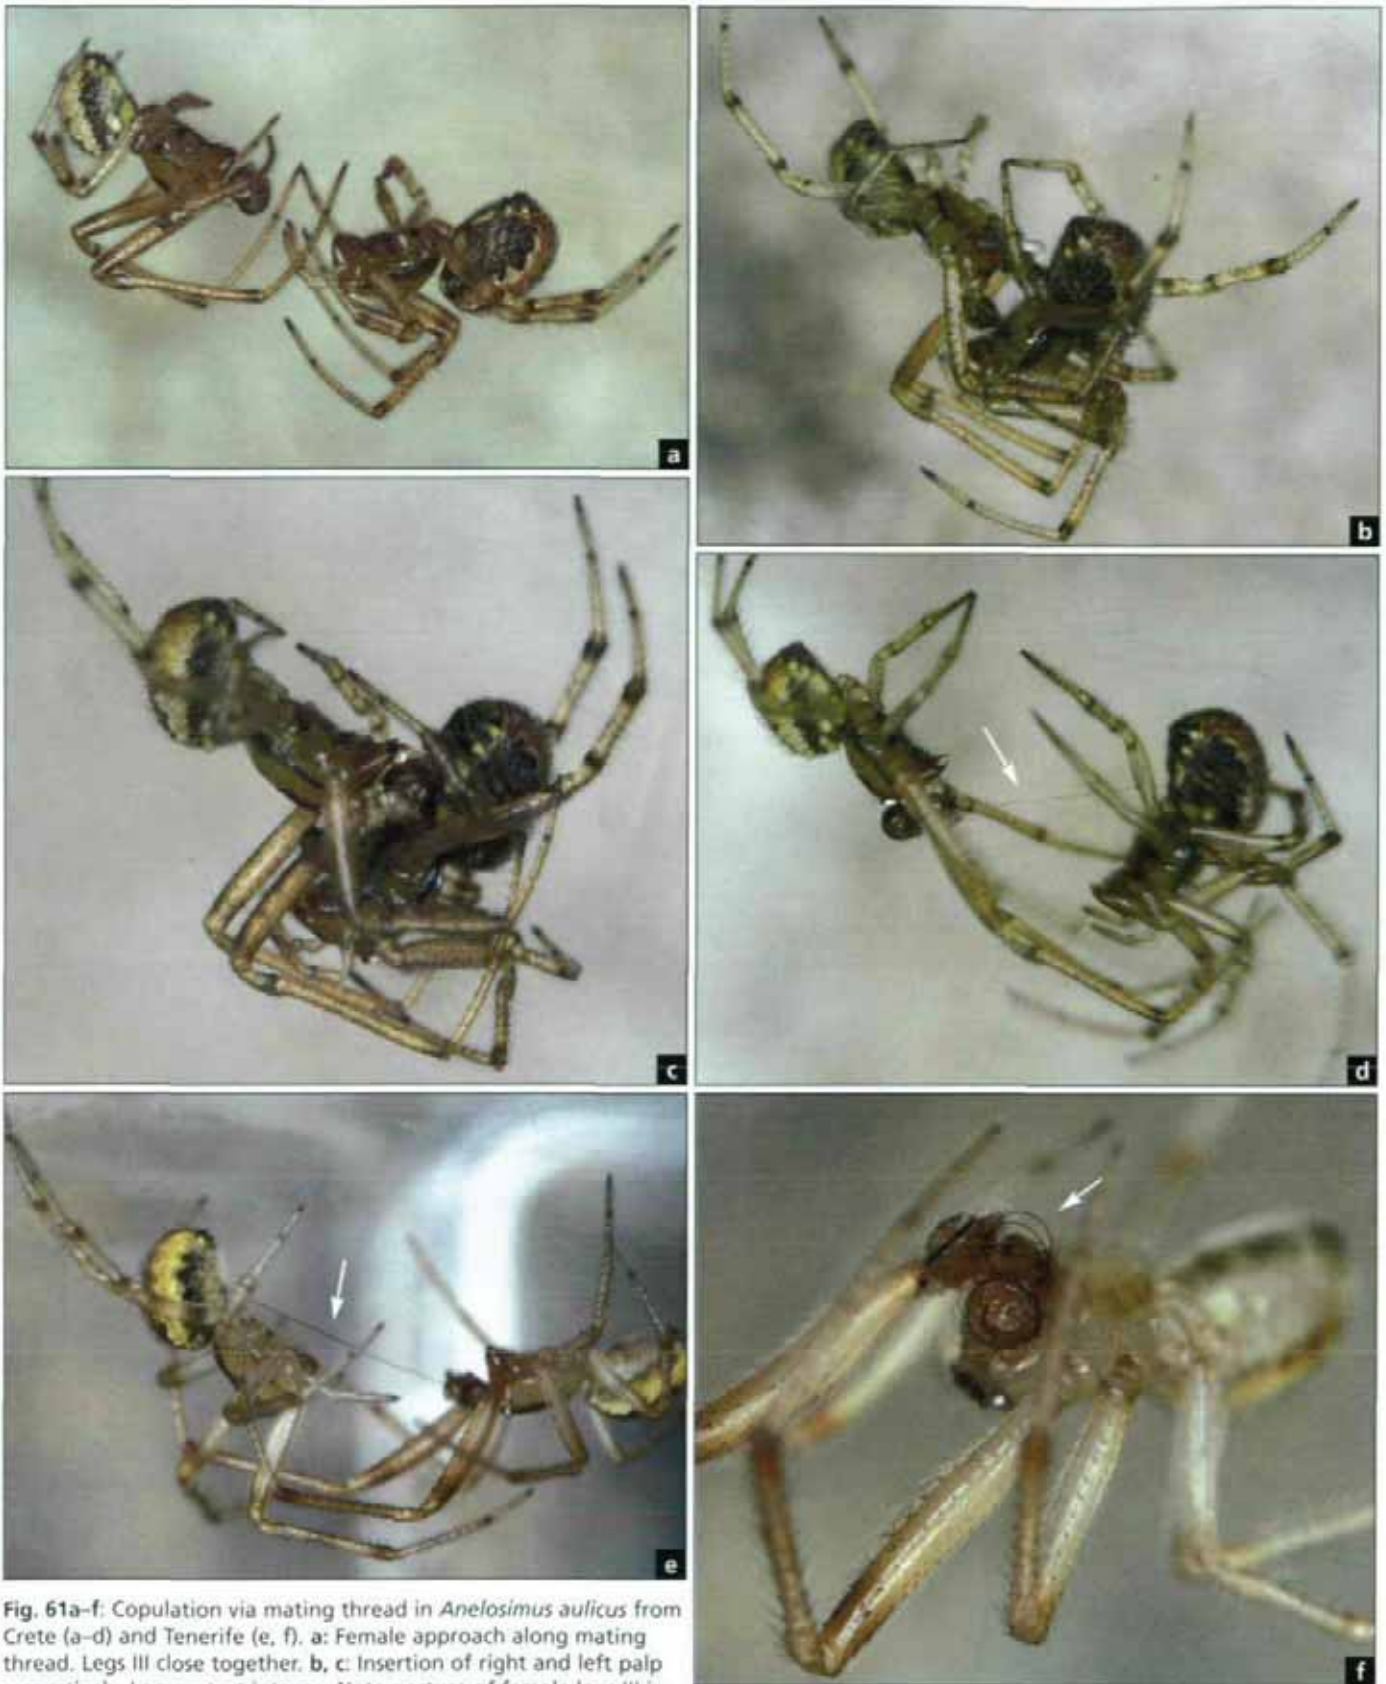 a
b
c
d
e
f
Fig. 61a–f: Copulation via mating thread in Anelosimus aulicus from
Crete (a–d) and Tenerife (e, f). a: Female approach along mating
thread. Legs III close together. b, c: Insertion of right and left palp